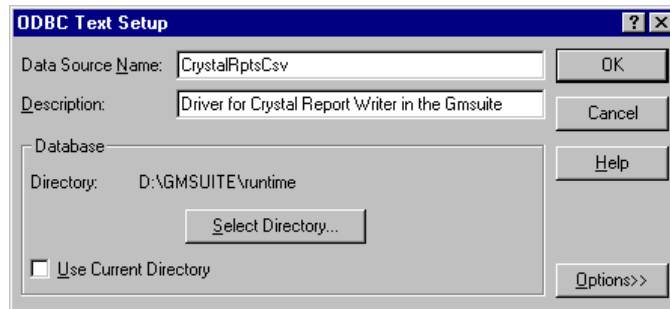 ODBC Text Setup
? X
Data Source Name: CrystalRptsCsv
OK
Description: Driver for Crystal Report Writer in the Gmsuite
Cancel
Database
Help
Directory: D:\GMSUITE\runtime
Select Directory...
Use Current Directory
Options>>